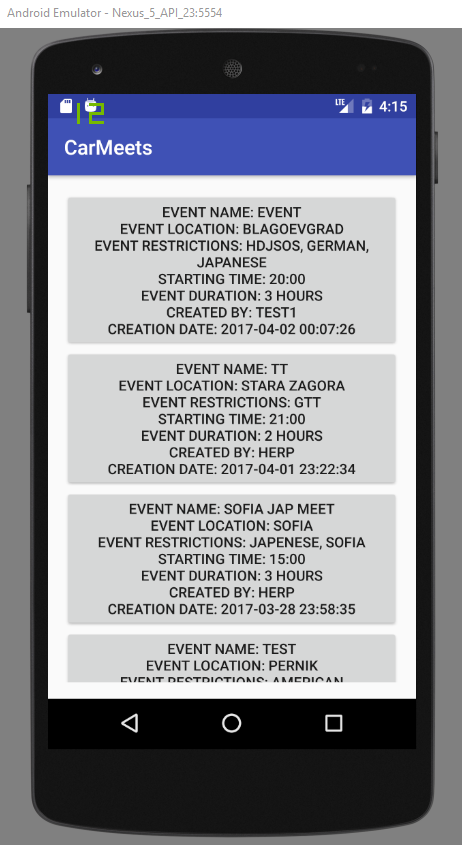 Android Emulator - Nexus_5_API_23:5554
12
LTE
4:15
CarMeets
EVENT NAME: EVENT
EVENT LOCATION: BLAGOEVGRAD
EVENT RESTRICTIONS: HDJSOS, GERMAN,
JAPANESE
STARTING TIME: 20:00
EVENT DURATION: 3 HOURS
CREATED BY: TEST1
CREATION DATE: 2017-04-02 00:07:26
EVENT NAME: TT
EVENT LOCATION: STARA ZAGORA
EVENT RESTRICTIONS: GTT
STARTING TIME: 21:00
EVENT DURATION: 2 HOURS
CREATED BY: HERP
CREATION DATE: 2017-04-01 23:22:34
EVENT NAME: SOFIA JAP MEET
EVENT LOCATION: SOFIA
EVENT RESTRICTIONS: JAPENESE, SOFIA
STARTING TIME: 15:00
EVENT DURATION: 3 HOURS
CREATED BY: HERP
CREATION DATE: 2017-03-28 23:58:35
EVENT NAME: TEST
EVENT LOCATION: PERNIK
EVENT RESTRICTIONS: AMERICAN